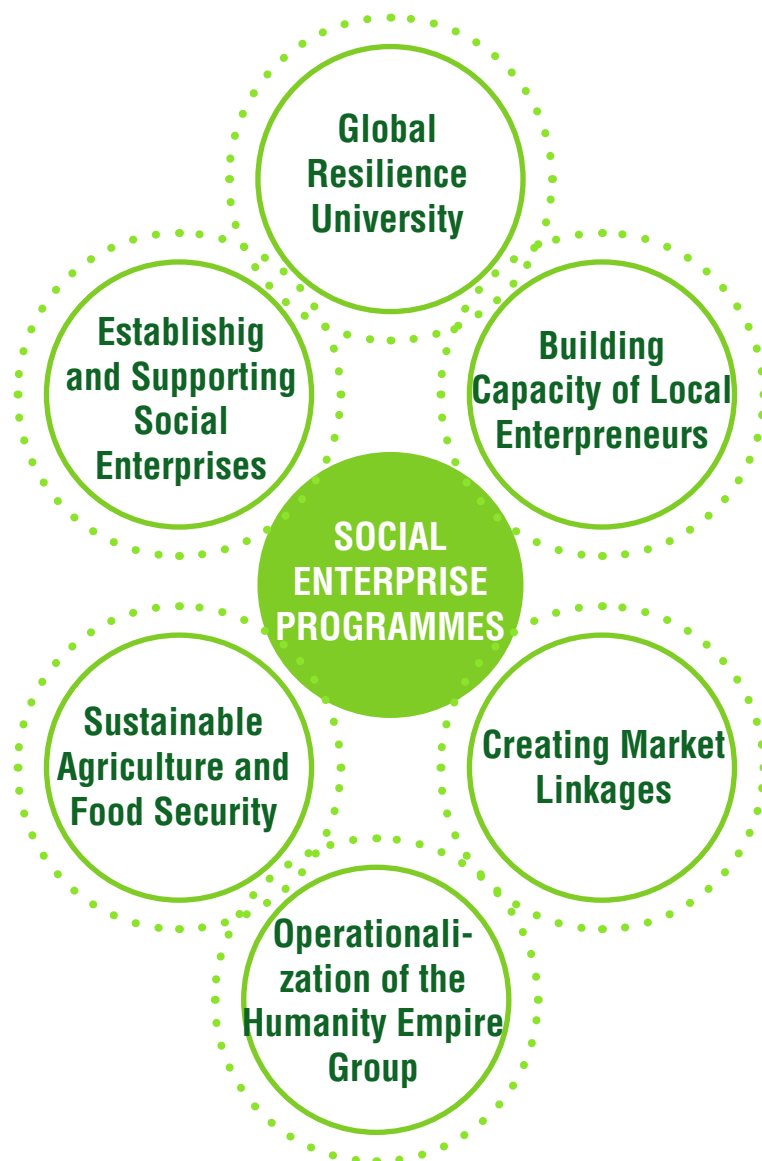 Global
Resilience
University
Establishig
and Supporting
Social
Enterprises
Building
Capacity of Local
Enterpreneurs
SOCIAL
ENTERPRISE
PROGRAMMES
Sustainable
Agriculture and
Food Security
Creating Market
Linkages
Operationali-
zation of the
Humanity Empire
Group